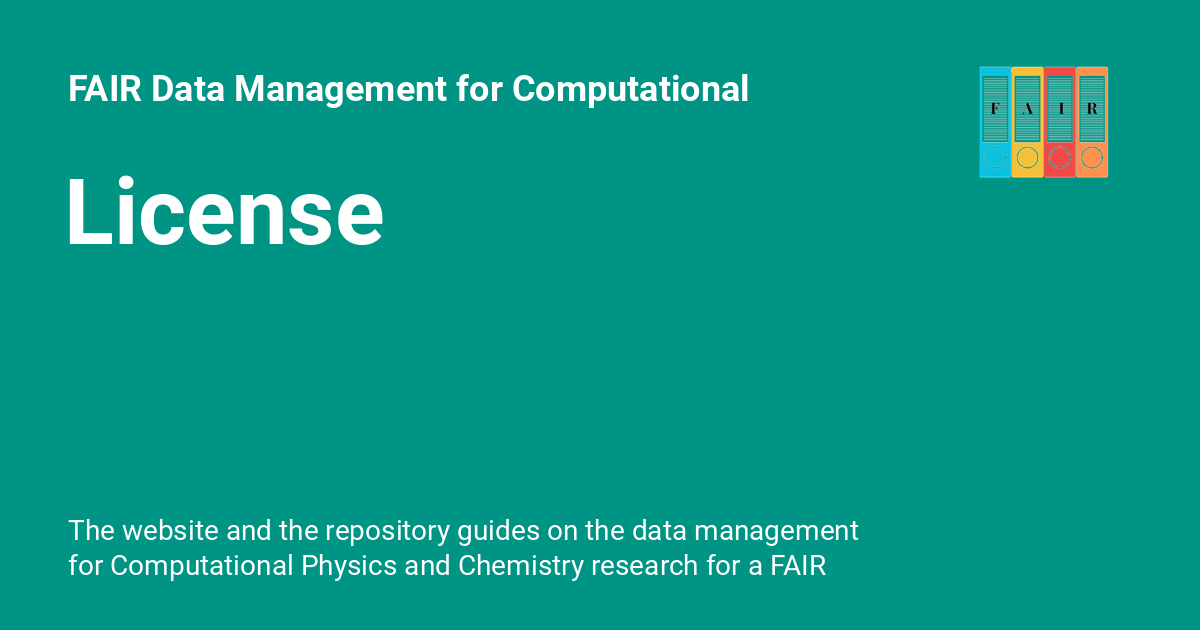 FAIR Data Management for Computational
F A I R
License
The website and the repository guides on the data management
for Computational Physics and Chemistry research for a FAIR